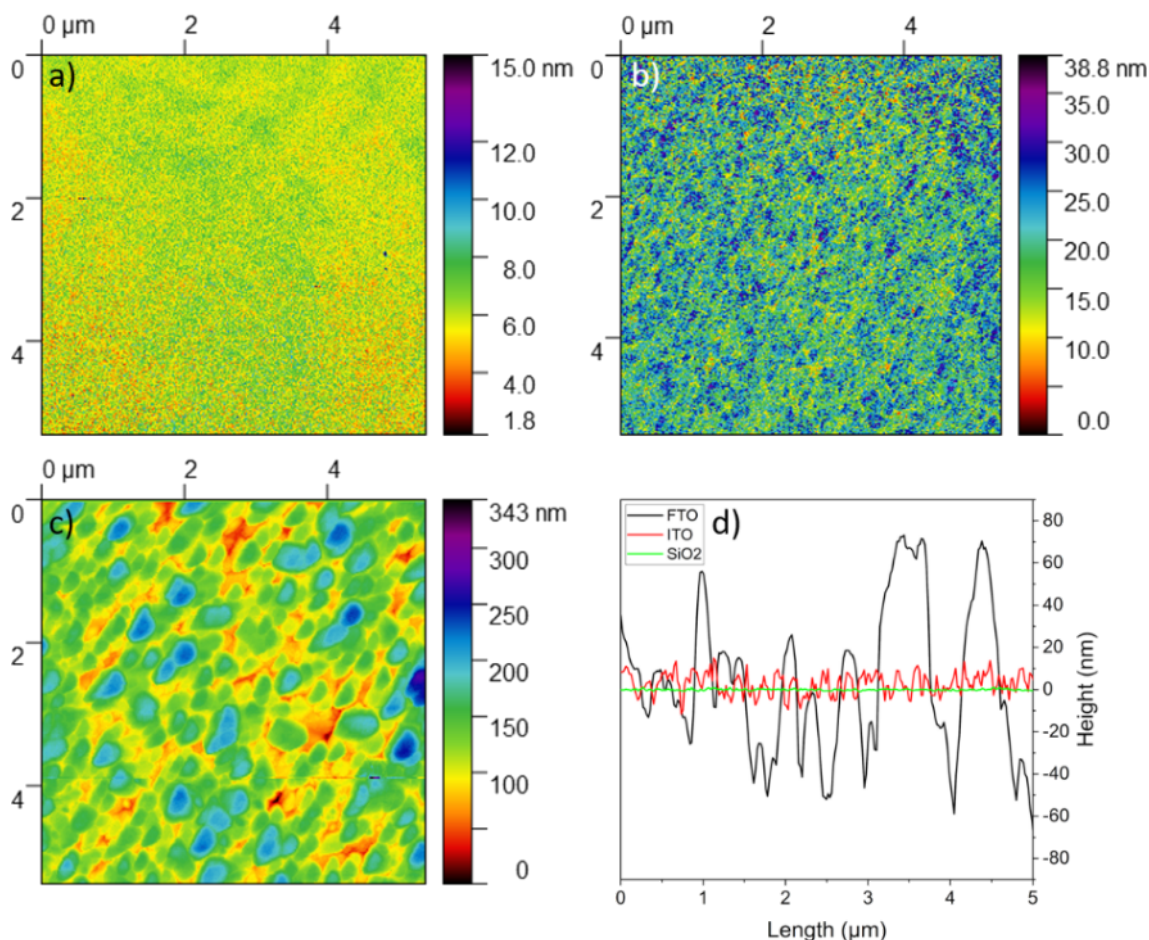 0 µm 2 4
0
2
4
a)
15.0 nm
12.0
10.0
8.0
6.0
4.0
1.8
0 µm 2 4
0
2
4
b)
38.8 nm
35.0
30.0
25.0
20.0
15.0
10.0
0.0
0 µm 2 4
0
2
4
c)
343 nm
300
250
200
150
100
0
d)
FTO
ITO
SiO2
80
60
40
20
0
-20
-40
-60
-80
Height (nm)
0 1 2 3 4 5
Length (µm)